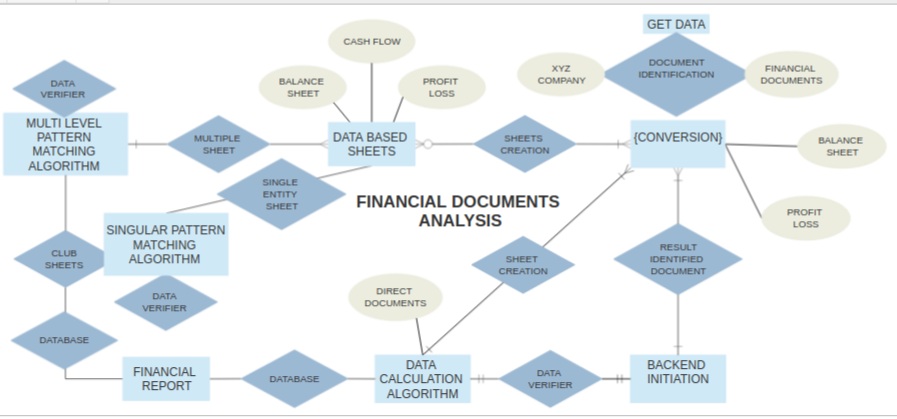 GET DATA
CASH FLOW
XYZ
COMPANY
DOCUMENT
IDENTIFICATION
FINANCIAL
DOCUMENTS
DATA
VERIFIER
BALANCE
SHEET
PROFIT
LOSS
MULTI LEVEL
PATTERN
MATCHING
ALGORITHM
MULTIPLE
SHEET
DATA BASED
SHEETS
SHEETS
CREATION
{CONVERSION}
BALANCE
SHEET
SINGLE
ENTITY
SHEET
FINANCIAL DOCUMENTS
ANALYSIS
PROFIT
LOSS
SINGULAR PATTERN
MATCHING
ALGORITHM
CLUB
SHEETS
SHEET
CREATION
RESULT
IDENTIFIED
DOCUMENT
DATA
VERIFIER
DIRECT
DOCUMENTS
DATABASE
FINANCIAL
REPORT
DATABASE
DATA
CALCULATION
ALGORITHM
DATA
VERIFIER
BACKEND
INITIATION